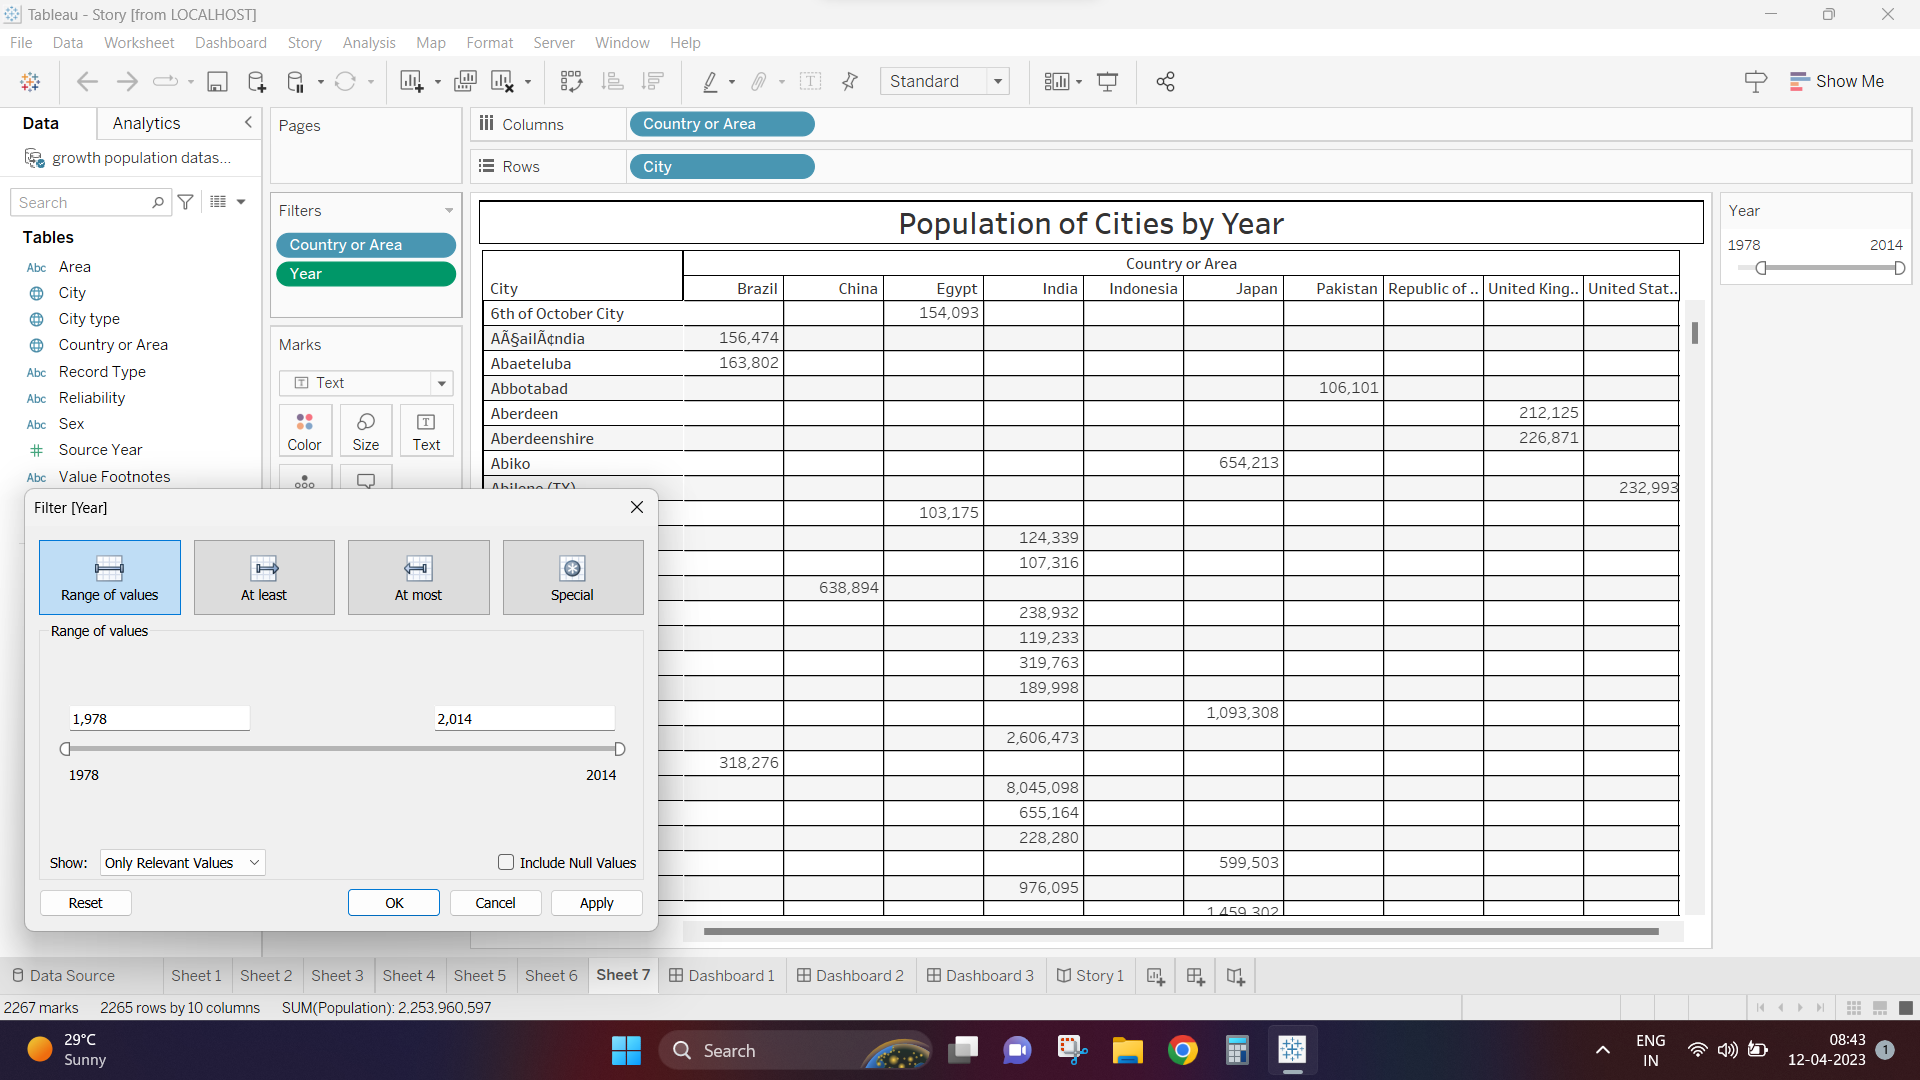 Tableau - Story [from LOCALHOST]
File Data Worksheet Dashboard Story Analysis Map Format Server Window Help
Standard
Show Me
Data Analytics
growth population datas...
Search
Tables
Abc Area
City
City type
Country or Area
Abc Record Type
Abc Reliability
Abc Sex
# Source Year
Abc Value Footnotes
Pages
Filters
Country or Area
Year
Marks
Text
Color Size Text
Columns Country or Area
Rows City
Population of Cities by Year
Country or Area
City Brazil China Egypt India Indonesia Japan Pakistan Republic of .. United King.. United Stat..
6th of October City 154,093
AÃ§ailÃ¢ndia 156,474
Abaeteluba 163,802
Abbotabad 106,101
Aberdeen 212,125
Aberdeenshire 226,871
Abiko 654,213
Abilene (TX) 232,993
103,175
124,339
107,316
638,894
238,932
119,233
319,763
189,998
1,093,308
2,606,473
318,276
8,045,098
655,164
228,280
599,503
976,095
1,459,302
Year
1978 2014
Filter [Year]
Range of values At least At most Special
Range of values
1,978 2,014
1978 2014
Show: Only Relevant Values Include Null Values
Reset OK Cancel Apply
Data Source Sheet 1 Sheet 2 Sheet 3 Sheet 4 Sheet 5 Sheet 6 Sheet 7 Dashboard 1 Dashboard 2 Dashboard 3 Story 1
2267 marks 2265 rows by 10 columns SUM(Population): 2,253,960,597
29°C
Sunny
Search
ENG
IN
08:43
12-04-2023
1